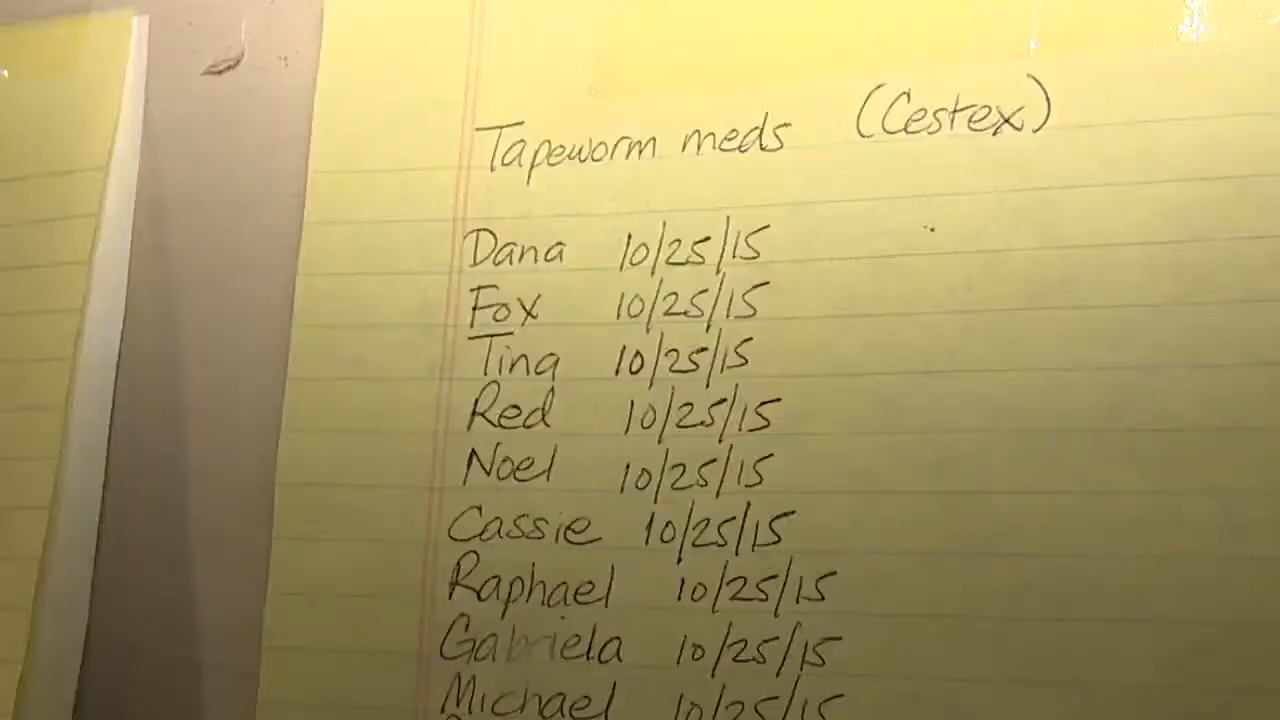 Tapeworm meds (Cestex)
Dana 10/25/15
Fox 10/25/15
Tina 10/25/15
Red 10/25/15
Noel 10/25/15
Cassie 10/25/15
Raphael 10/25/15
Gabriela 10/25/15
Michael 10/25/15